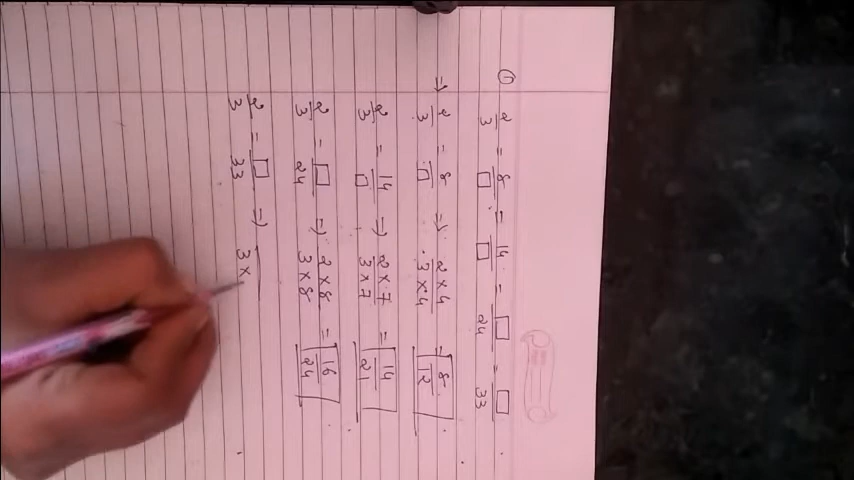 ① 2/3 = 8/□ = 14/□ = □/24 = □/33
⇒ 2/3 = 8/□ ⇒ 2×4/3×4 = 8/12
2/3 = 14/□ ⇒ 2×7/3×7 = 14/21
2/3 = □/24 ⇒ 2×8/3×8 = 16/24
2/3 = □/33 ⇒ /3×